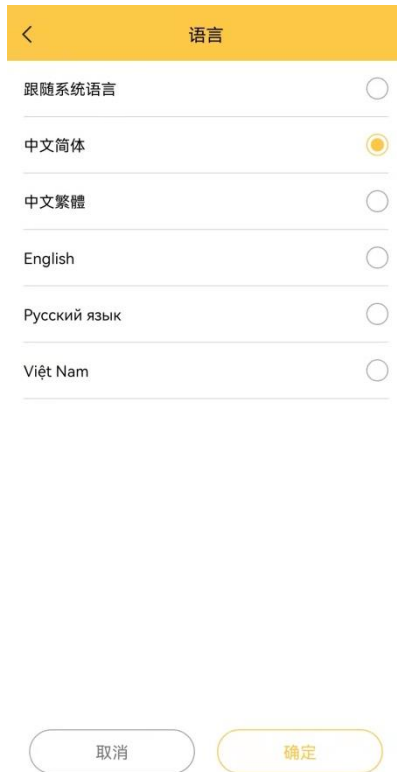 语言
跟随系统语言
中文简体
中文繁體
English
Русский язык
Việt Nam
取消
确定